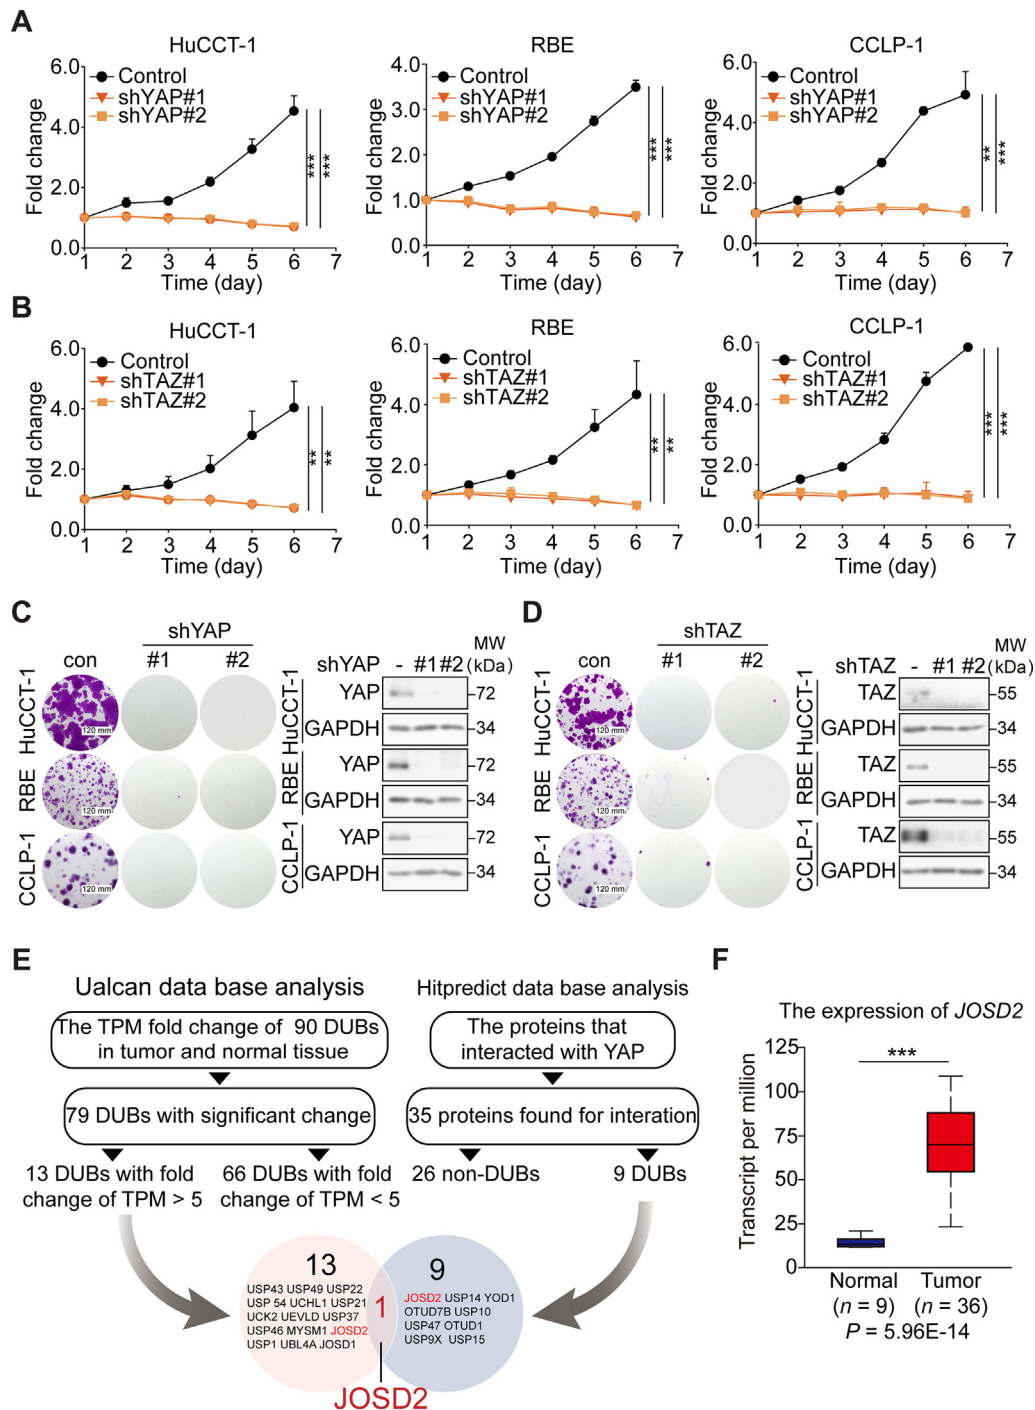 A
HuCCT-1
Fold change
6.0
4.0
2.0
0.0
Control
shYAP#1
shYAP#2
***
***
1 2 3 4 5 6 7
Time (day)
RBE
Fold change
4.0
3.0
2.0
1.0
0.0
Control
shYAP#1
shYAP#2
***
***
1 2 3 4 5 6 7
Time (day)
CCLP-1
Fold change
6.0
4.0
2.0
0.0
Control
shYAP#1
shYAP#2
**
***
1 2 3 4 5 6 7
Time (day)
B
HuCCT-1
Fold change
6.0
4.0
2.0
0.0
Control
shTAZ#1
shTAZ#2
**
**
1 2 3 4 5 6 7
Time (day)
RBE
Fold change
6.0
4.0
2.0
0.0
Control
shTAZ#1
shTAZ#2
**
**
1 2 3 4 5 6 7
Time (day)
CCLP-1
Fold change
6.0
4.0
2.0
0.0
Control
shTAZ#1
shTAZ#2
***
***
1 2 3 4 5 6 7
Time (day)
C
shYAP
con #1 #2
HuCCT-1
120 mm
RBE
120 mm
CCLP-1
120 mm
MW
shYAP - #1 #2 (kDa)
HuCCT-1
YAP 72
GAPDH 34
RBE
YAP 72
GAPDH 34
CCLP-1
YAP 72
GAPDH 34
D
shTAZ
con #1 #2
HuCCT-1
120 mm
RBE
120 mm
CCLP-1
120 mm
MW
shTAZ - #1 #2 (kDa)
HuCCT-1
TAZ 55
GAPDH 34
RBE
TAZ 55
GAPDH 34
CCLP-1
TAZ 55
GAPDH 34
E
Ualcan data base analysis
The TPM fold change of 90 DUBs
in tumor and normal tissue
79 DUBs with significant change
13 DUBs with fold
change of TPM > 5
66 DUBs with fold
change of TPM < 5
Hitpredict data base analysis
The proteins that
interacted with YAP
35 proteins found for interation
26 non-DUBs
9 DUBs
13
USP43 USP49 USP22
USP 54 UCHL1 USP21
UCK2 UEVLD USP37
USP46 MYSM1 JOSD2
USP1 UBL4A JOSD1
1
9
JOSD2 USP14 YOD1
OTUD7B USP10
USP47 OTUD1
USP9X USP15
JOSD2
F
The expression of JOSD2
Transcript per million
125
100
75
50
25
0
***
Normal Tumor
(n = 9) (n = 36)
P = 5.96E-14